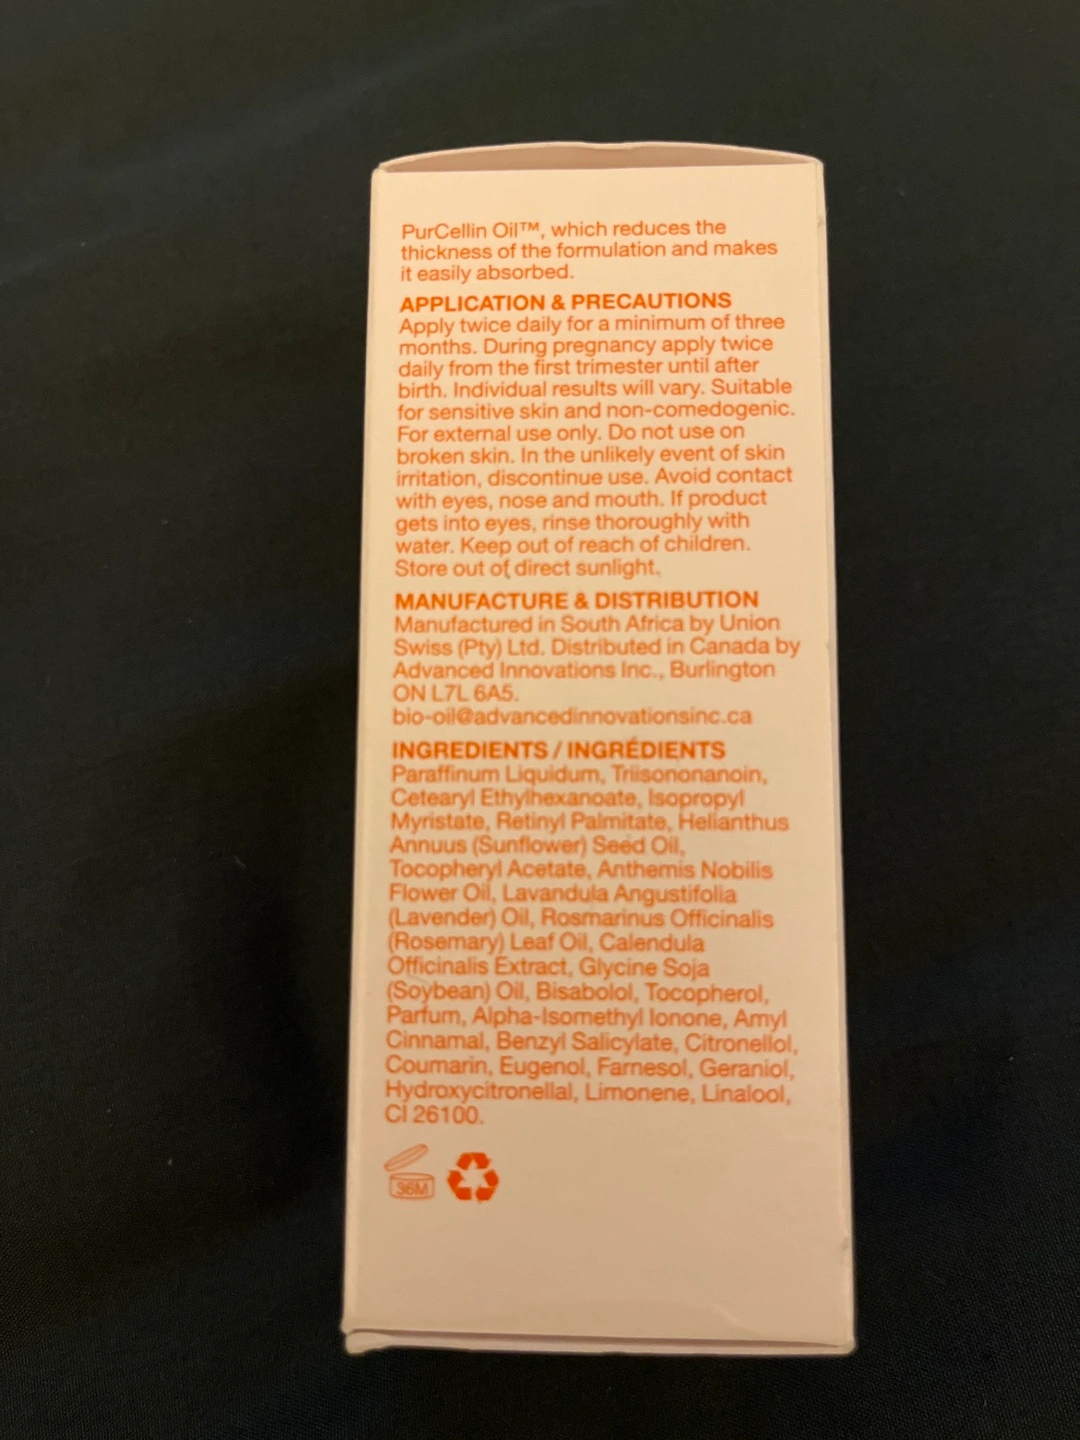 PurCellin Oil™, which reduces the
thickness of the formulation and makes
it easily absorbed.
APPLICATION & PRECAUTIONS
Apply twice daily for a minimum of three
months. During pregnancy apply twice
daily from the first trimester until after
birth. Individual results will vary. Suitable
for sensitive skin and non-comedogenic.
For external use only. Do not use on
broken skin. In the unlikely event of skin
irritation, discontinue use. Avoid contact
with eyes, nose and mouth. If product
gets into eyes, rinse thoroughly with
water. Keep out of reach of children.
Store out of direct sunlight.
MANUFACTURE & DISTRIBUTION
Manufactured in South Africa by Union
Swiss (Pty) Ltd. Distributed in Canada by
Advanced Innovations Inc., Burlington
ON L7L 6A5.
bio-oil@advancedinnovationsinc.ca
INGREDIENTS / INGRÉDIENTS
Paraffinum Liquidum, Triisononanoin,
Cetearyl Ethylhexanoate, Isopropyl
Myristate, Retinyl Palmitate, Helianthus
Annuus (Sunflower) Seed Oil,
Tocopheryl Acetate, Anthemis Nobilis
Flower Oil, Lavandula Angustifolia
(Lavender) Oil, Rosmarinus Officinalis
(Rosemary) Leaf Oil, Calendula
Officinalis Extract, Glycine Soja
(Soybean) Oil, Bisabolol, Tocopherol,
Parfum, Alpha-Isomethyl Ionone, Amyl
Cinnamal, Benzyl Salicylate, Citronellol,
Coumarin, Eugenol, Farnesol, Geraniol,
Hydroxycitronellal, Limonene, Linalool,
CI 26100.
36M